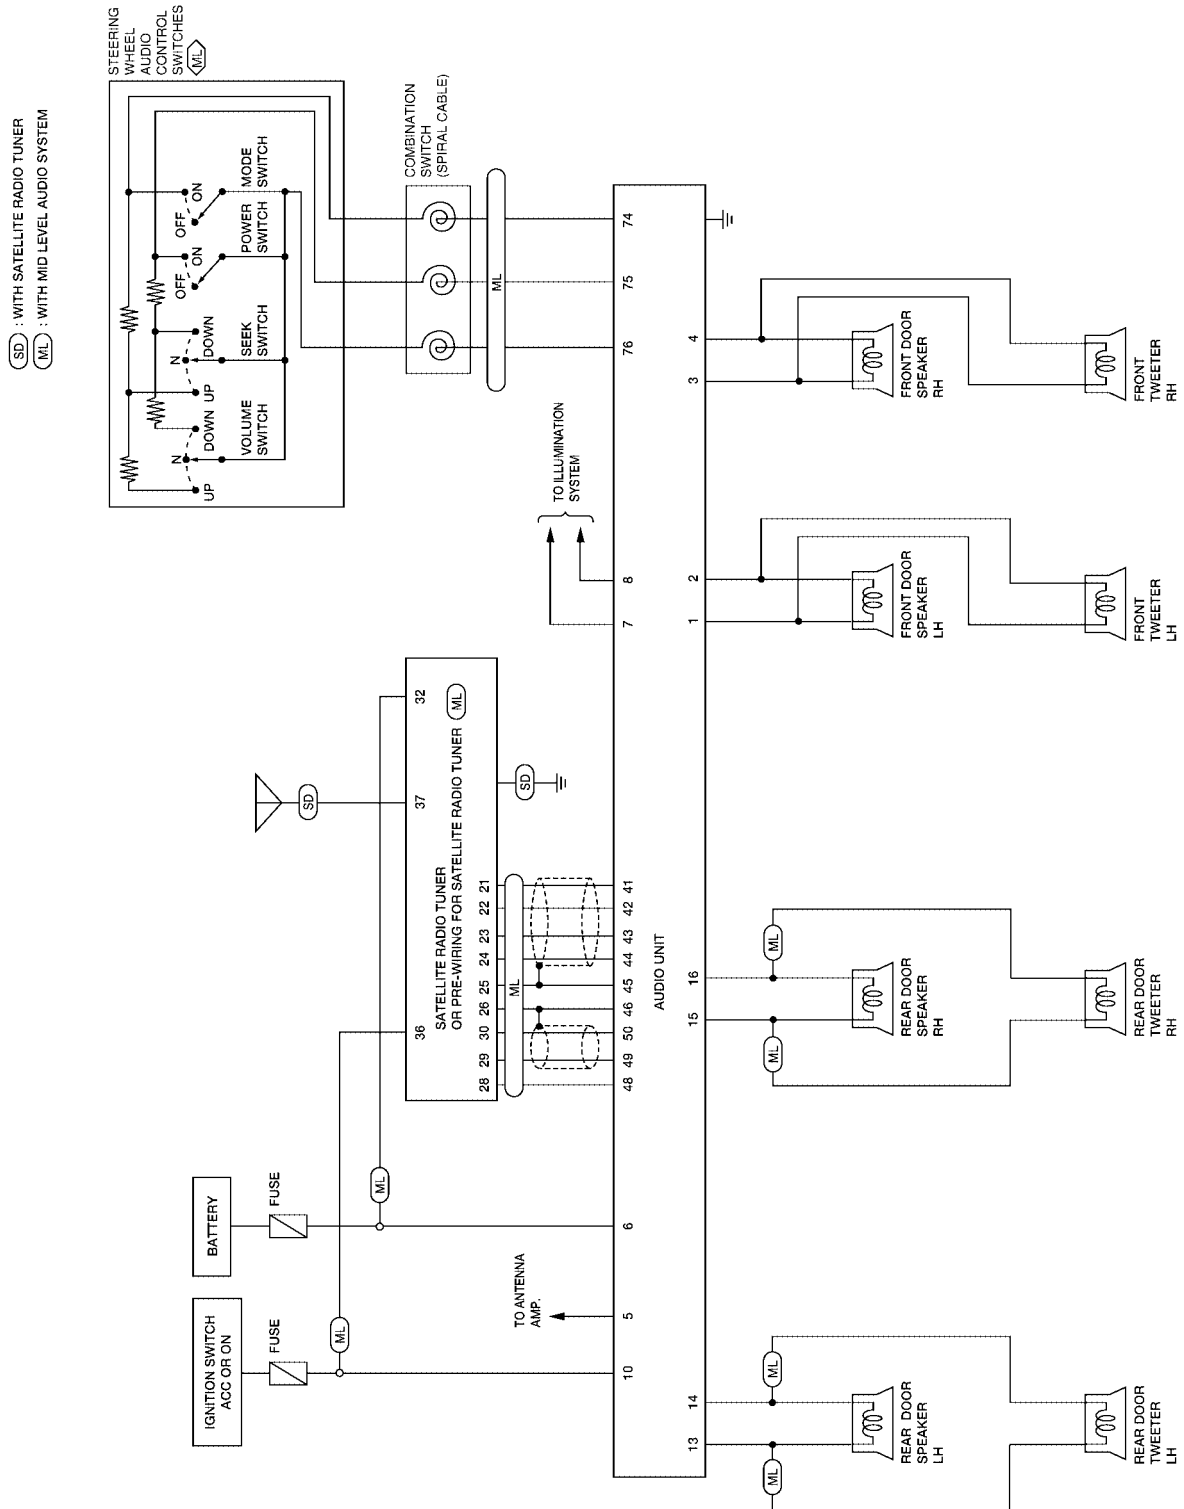 SD : WITH SATELLITE RADIO TUNER
ML : WITH MID LEVEL AUDIO SYSTEM
STEERING
WHEEL
AUDIO
CONTROL
SWITCHES
ML
UP
N
DOWN
VOLUME
SWITCH
UP
N
DOWN
SEEK
SWITCH
OFF
ON
POWER
SWITCH
OFF
ON
MODE
SWITCH
COMBINATION
SWITCH
(SPIRAL CABLE)
ML
76
75
74
TO ILLUMINATION
SYSTEM
7
8
IGNITION SWITCH
ACC OR ON
FUSE
ML
BATTERY
FUSE
ML
SD
36
37
32
SATELLITE RADIO TUNER
OR PRE-WIRING FOR SATELLITE RADIO TUNER
ML
28
29
30
26
25
24
23
22
21
SD
ML
TO ANTENNA
AMP.
10
5
6
48
49
50
46
45
44
43
42
41
AUDIO UNIT
13
14
15
16
1
2
3
4
ML
ML
ML
ML
REAR DOOR
SPEAKER
LH
REAR DOOR
SPEAKER
RH
FRONT DOOR
SPEAKER
LH
FRONT DOOR
SPEAKER
RH
REAR DOOR
TWEETER
LH
REAR DOOR
TWEETER
RH
FRONT
TWEETER
LH
FRONT
TWEETER
RH